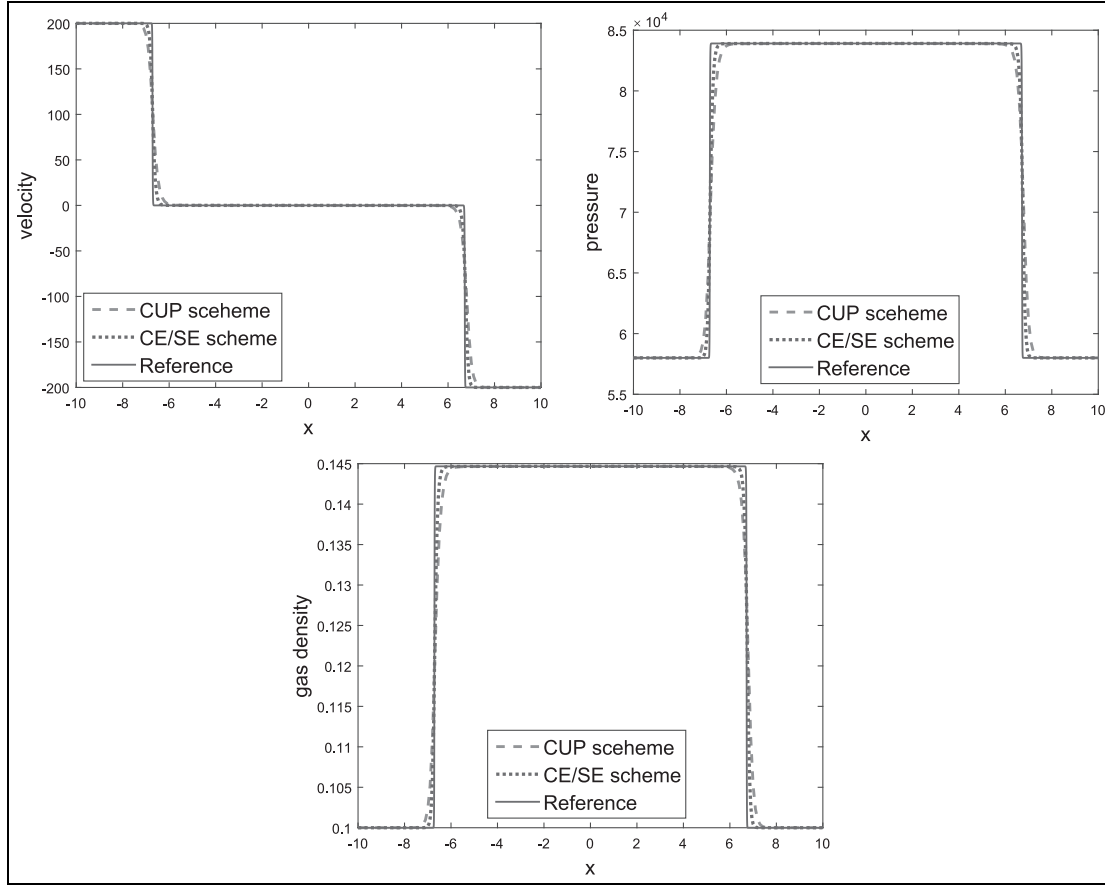 200
150
100
50
0
-50
-100
-150
-200
velocity
CUP sceheme
CE/SE scheme
Reference
-10 -8 -6 -4 -2 0 2 4 6 8 10
x
× 10⁴
8.5
8
7.5
7
6.5
6
5.5
pressure
CUP sceheme
CE/SE scheme
Reference
-10 -8 -6 -4 -2 0 2 4 6 8 10
x
0.145
0.14
0.135
0.13
0.125
0.12
0.115
0.11
0.105
0.1
gas density
CUP sceheme
CE/SE scheme
Reference
-10 -8 -6 -4 -2 0 2 4 6 8 10
x